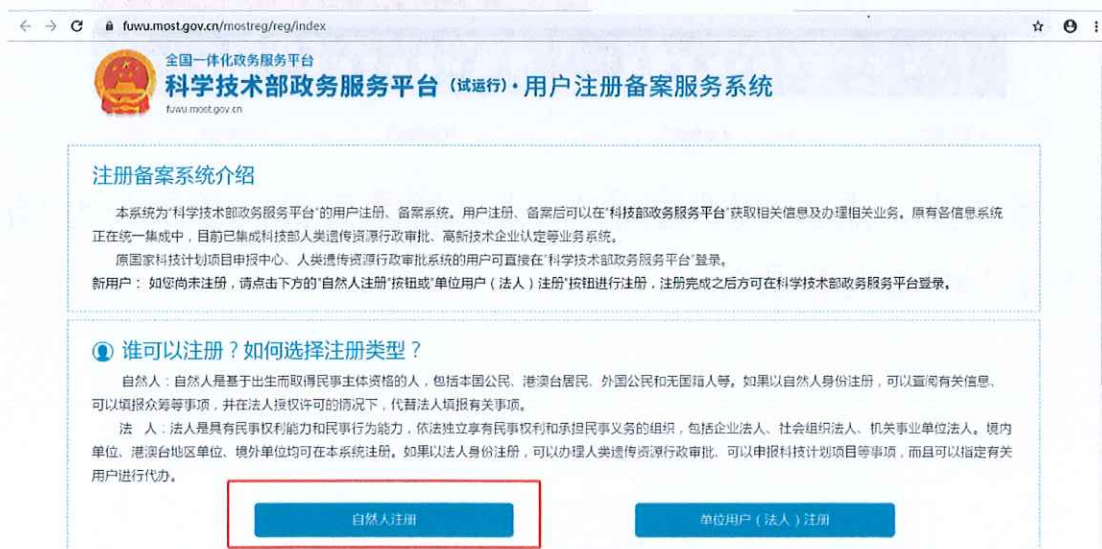 fuwu.most.gov.cn/mostreg/reg/index
全国一体化政务服务平台
科学技术部政务服务平台(试运行)·用户注册备案服务系统
fuwu.most.gov.cn
注册备案系统介绍
本系统为“科学技术部政务服务平台”的用户注册、备案系统。用户注册、备案后可以在“科技部政务服务平台”获取相关信息及办理相关业务。原有各信息系统
正在统一集成中,目前已集成科技部人类遗传资源行政审批、高新技术企业认定等业务系统。
原国家科技计划项目申报中心、人类遗传资源行政审批系统的用户可直接在“科学技术部政务服务平台”登录。
新用户:如您尚未注册,请点击下方的“自然人注册”按钮或“单位用户(法人)注册”按钮进行注册,注册完成之后方可在科学技术部政务服务平台登录。
谁可以注册?如何选择注册类型?
自然人:自然人是基于出生而取得民事主体资格的人,包括本国公民、港澳台居民、外国公民和无国籍人等。如果以自然人身份注册,可以查阅有关信息、
可以填报众筹等事项,并在法人授权许可的情况下,代替法人填报有关事项。
法 人:法人是具有民事权利能力和民事行为能力,依法独立享有民事权利和承担民事义务的组织,包括企业法人、社会组织法人、机关事业单位法人。境内
单位、港澳台地区单位、境外单位均可在本系统注册。如果以法人身份注册,可以办理人类遗传资源行政审批、可以申报科技计划项目等事项,而且可以指定有关
用户进行代办。
自然人注册 单位用户(法人)注册